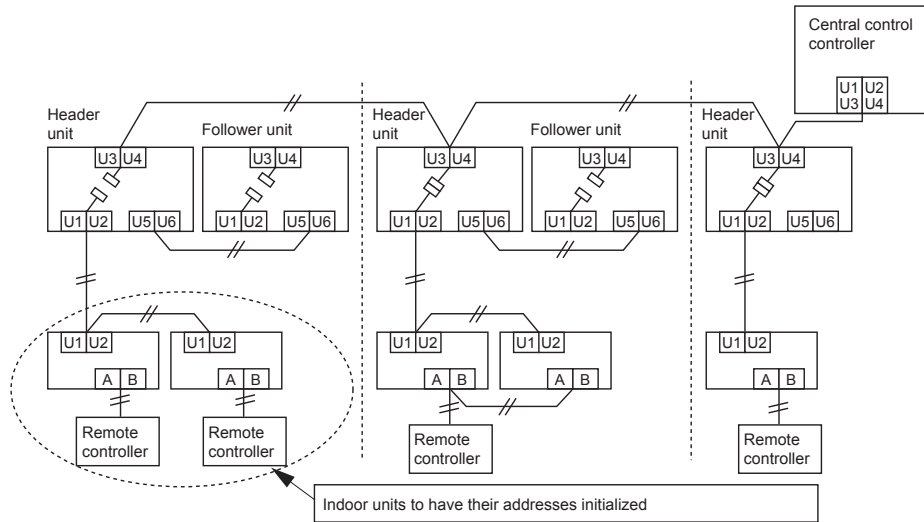 Central control
controller
U1 U2
U3 U4
Header
unit
Follower unit
Header
unit
Follower unit
Header
unit
U3 U4
U3 U4
U3 U4
U3 U4
U3 U4
U1 U2
U5 U6
U1 U2
U5 U6
U1 U2
U5 U6
U1 U2
U5 U6
U1 U2
U5 U6
U1 U2
U1 U2
U1 U2
U1 U2
U1 U2
A B
A B
A B
A B
A B
Remote
controller
Remote
controller
Remote
controller
Remote
controller
Indoor units to have their addresses initialized